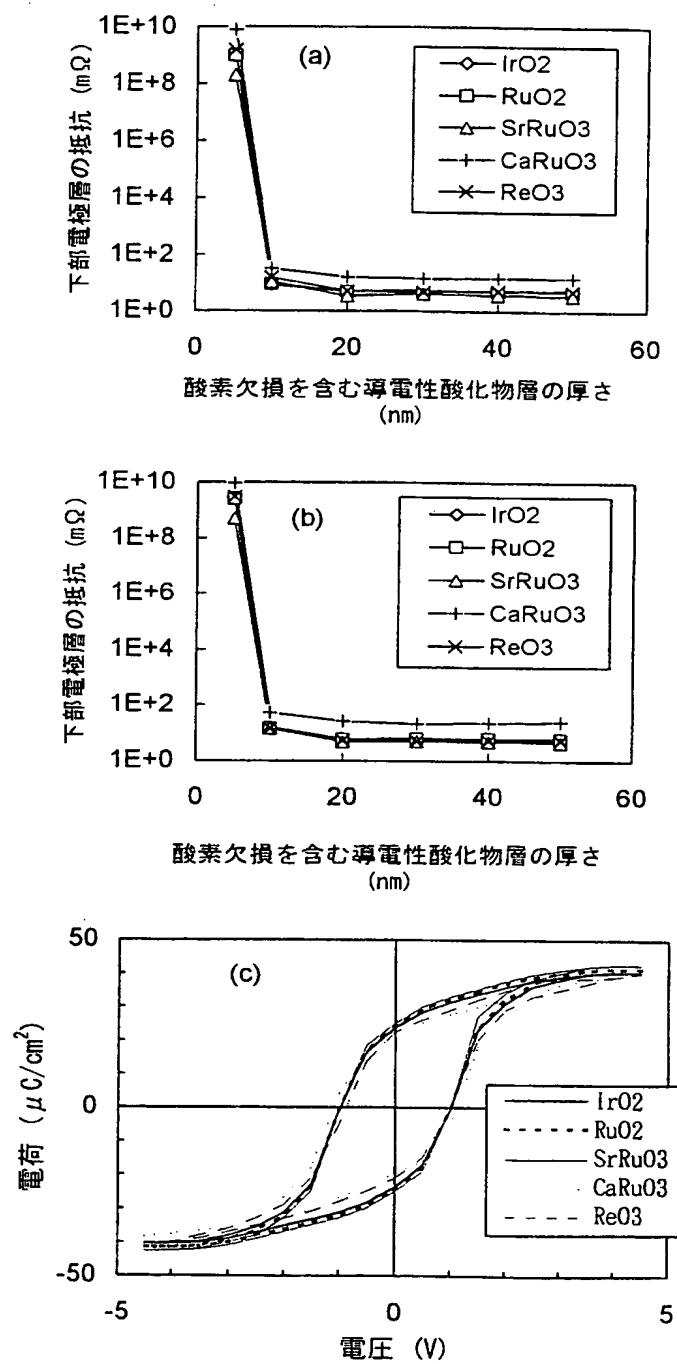 (a)
下部電極層の抵抗 (mΩ)
1E+10
1E+8
1E+6
1E+4
1E+2
1E+0
IrO2
RuO2
SrRuO3
CaRuO3
ReO3
0 20 40 60
酸素欠損を含む導電性酸化物層の厚さ
(nm)
(b)
下部電極層の抵抗 (mΩ)
1E+10
1E+8
1E+6
1E+4
1E+2
1E+0
IrO2
RuO2
SrRuO3
CaRuO3
ReO3
0 20 40 60
酸素欠損を含む導電性酸化物層の厚さ
(nm)
(c)
電荷 (μC/cm²)
50
0
-50
IrO2
RuO2
SrRuO3
CaRuO3
ReO3
-5 0 5
電圧 (V)